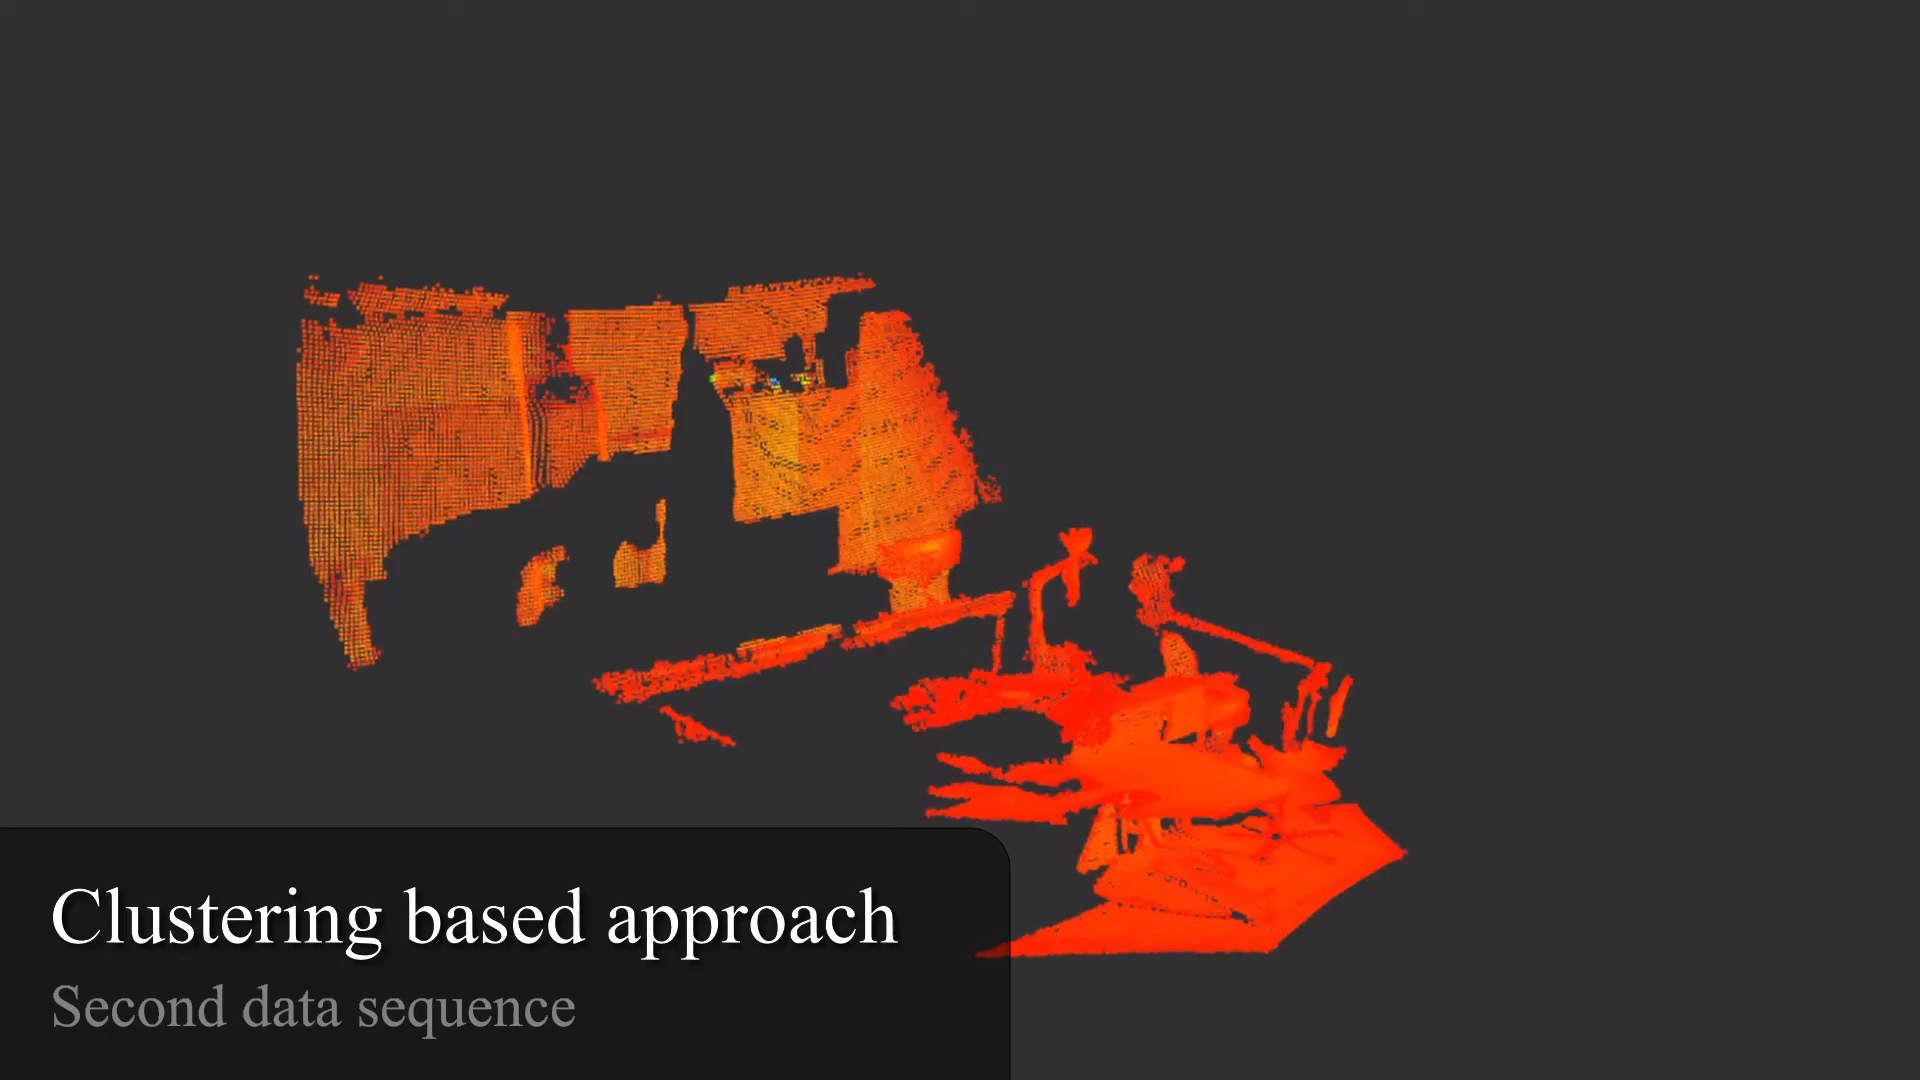 Clustering based approach
Second data sequence